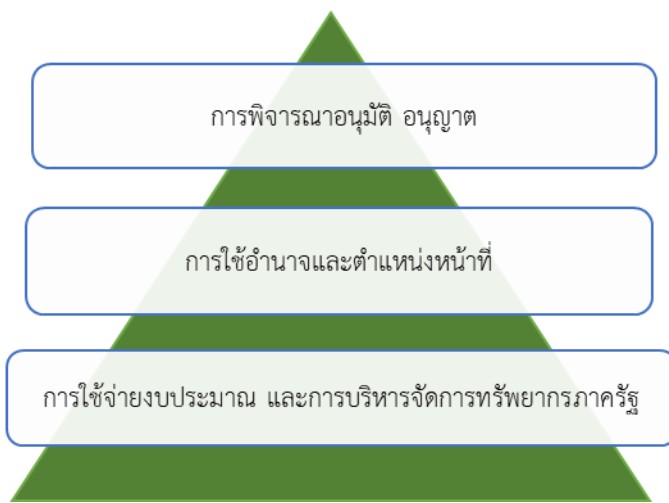 การพิจารณาอนุมัติ อนุญาต
การใช้อำนาจและตำแหน่งหน้าที่
การใช้จ่ายงบประมาณ และการบริหารจัดการทรัพยากรภาครัฐ